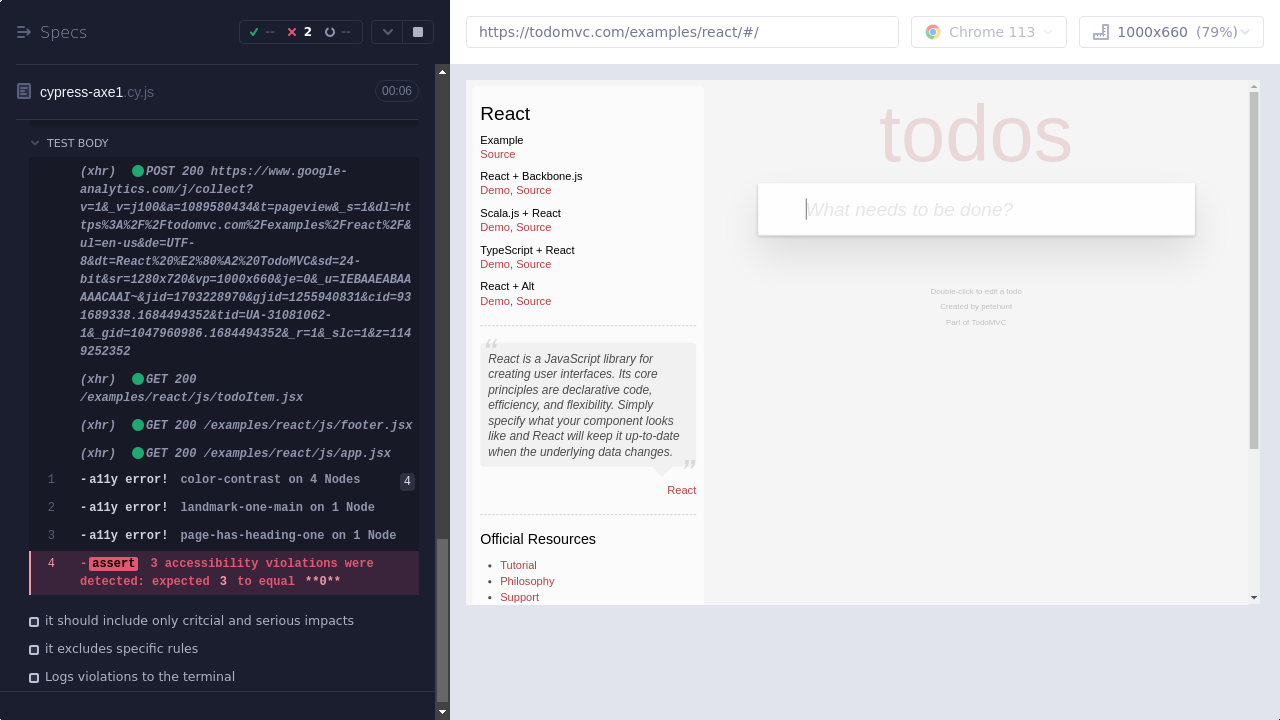 Specs
--
2
--
cypress-axe1.cy.js
00:06
TEST BODY
(xhr) POST 200 https://www.google-
analytics.com/j/collect?
v=1&_v=j100&a=1089580434&t=pageview&_s=1&dl=ht
tps%3A%2F%2Ftodomvc.com%2Fexamples%2Freact%2F&
ul=en-us&de=UTF-
8&dt=React%20%E2%80%A2%20TodoMVC&sd=24-
bit&sr=1280x720&vp=1000x660&je=0&_u=IEBAAEABAA
AAACAAI~&jid=1703228970&gjid=1255940831&cid=93
1689338.1684494352&tid=UA-31081062-
1&_gid=1047960986.1684494352&_r=1&_slc=1&z=114
9252352
(xhr) GET 200
/examples/react/js/todoItem.jsx
(xhr) GET 200 /examples/react/js/footer.jsx
(xhr) GET 200 /examples/react/js/app.jsx
1 -a11y error! color-contrast on 4 Nodes 4
2 -a11y error! landmark-one-main on 1 Node
3 -a11y error! page-has-heading-one on 1 Node
4 -assert 3 accessibility violations were
detected: expected 3 to equal **0**
it should include only critcial and serious impacts
it excludes specific rules
Logs violations to the terminal
https://todomvc.com/examples/react/#/
Chrome 113
1000x660 (79%)
React
Example
Source
React + Backbone.js
Demo, Source
Scala.js + React
Demo, Source
TypeScript + React
Demo, Source
React + Alt
Demo, Source
“
React is a JavaScript library for
creating user interfaces. Its core
principles are declarative code,
efficiency, and flexibility. Simply
specify what your component looks
like and React will keep it up-to-date
when the underlying data changes.
”
React
Official Resources
• Tutorial
• Philosophy
• Support
todos
What needs to be done?
Double-click to edit a todo
Created by petehunt
Part of TodoMVC